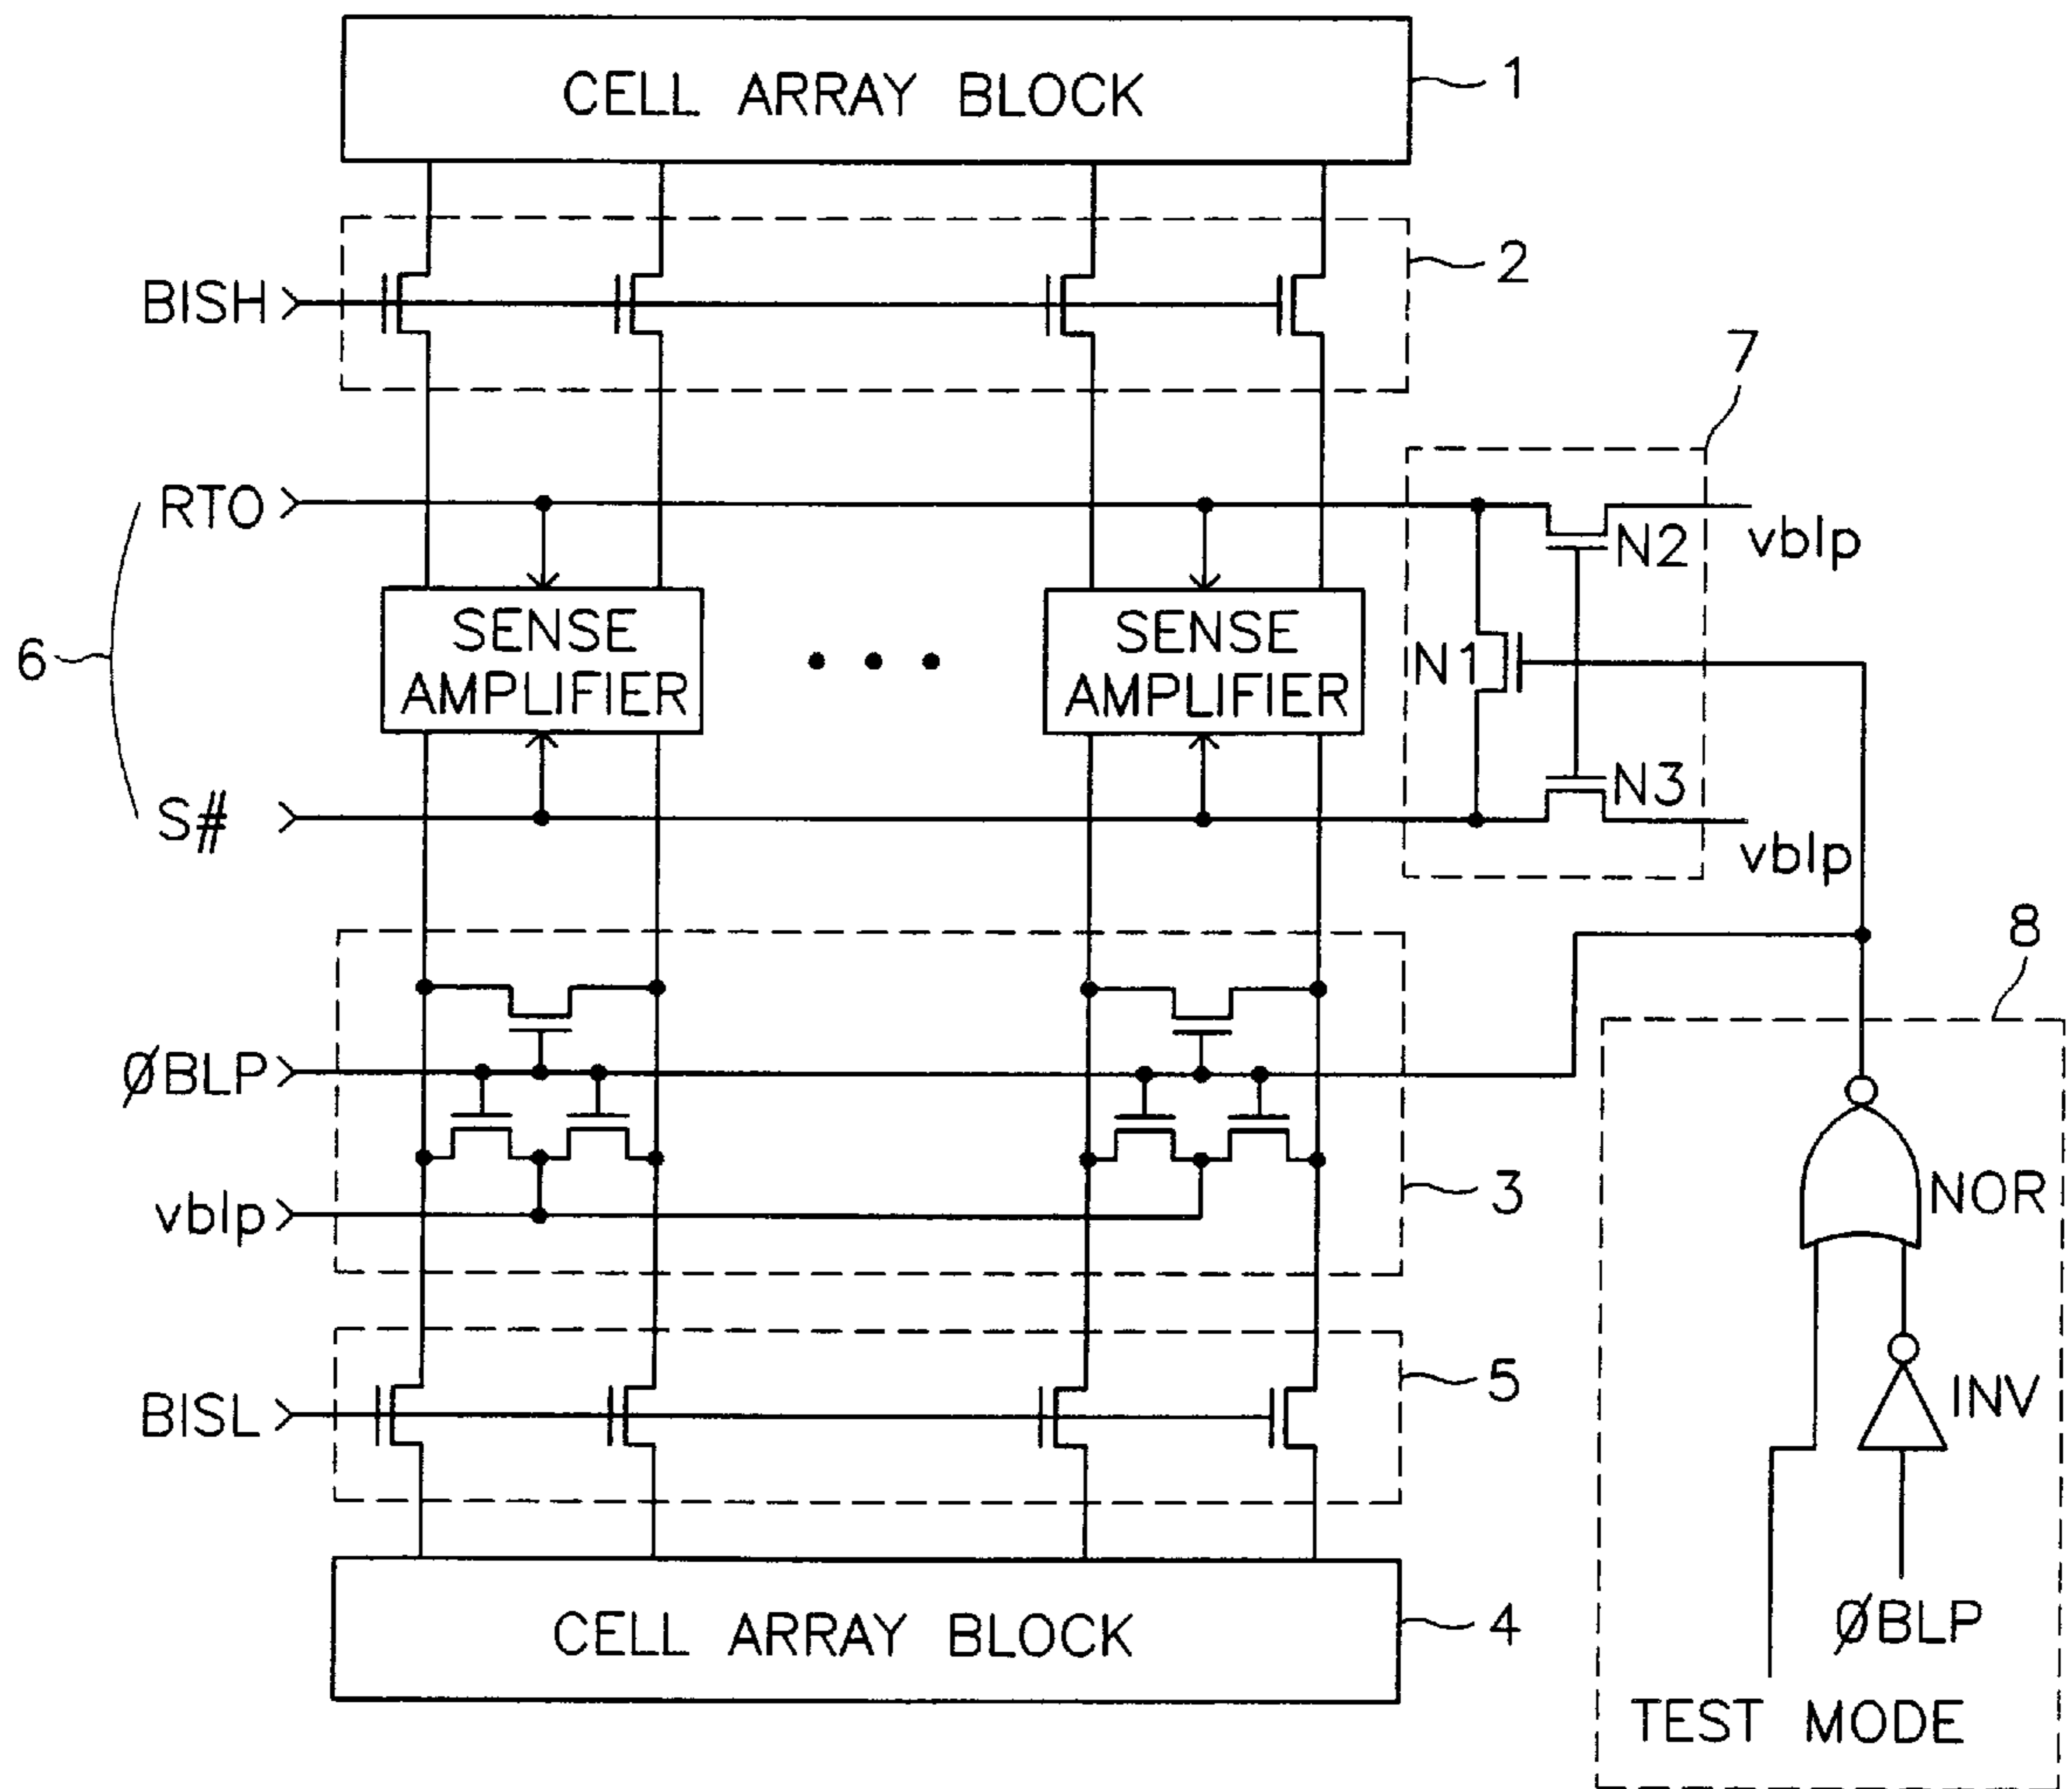 CELL ARRAY BLOCK
1
2
BISH
7
RTO
N2
vblp
SENSE
AMPLIFIER
SENSE
AMPLIFIER
N1
6
N3
S#
vblp
8
ØBLP
3
NOR
vblp
5
INV
BISL
ØBLP
CELL ARRAY BLOCK
4
TEST MODE